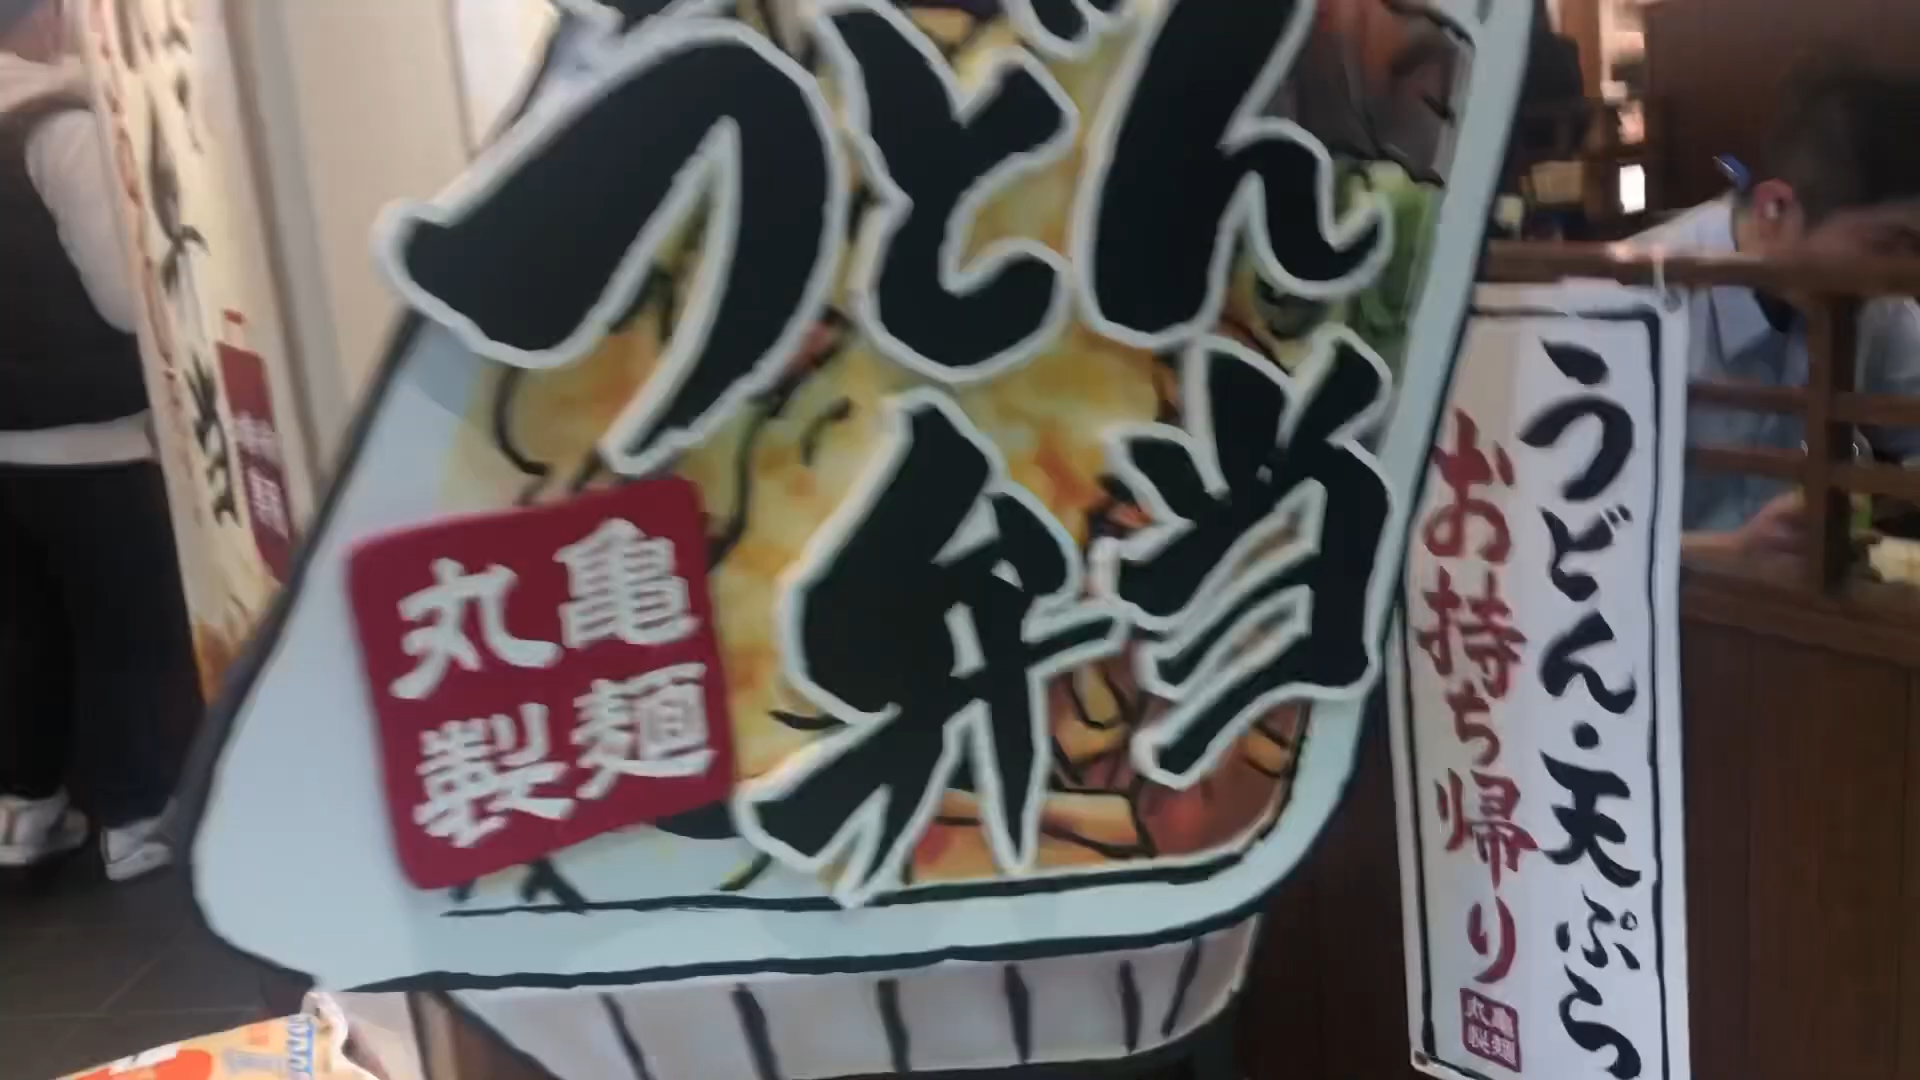 うどん
弁当
丸亀
製麺
うどん・天ぷら
お持ち帰り
丸亀
製麺